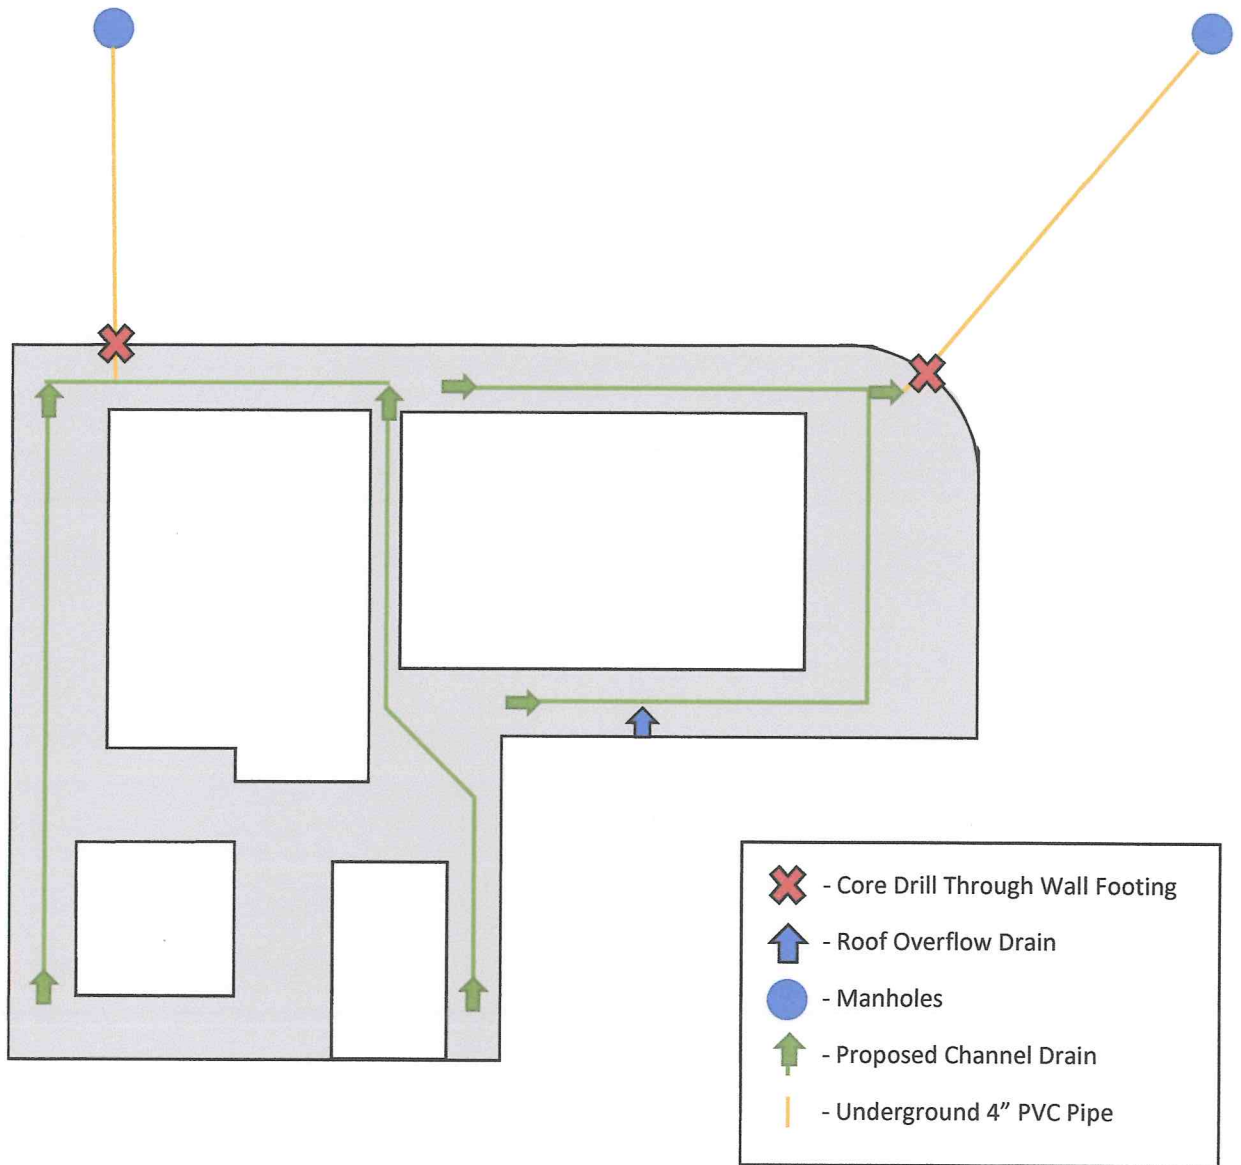 - Core Drill Through Wall Footing
- Roof Overflow Drain
- Manholes
- Proposed Channel Drain
- Underground 4” PVC Pipe